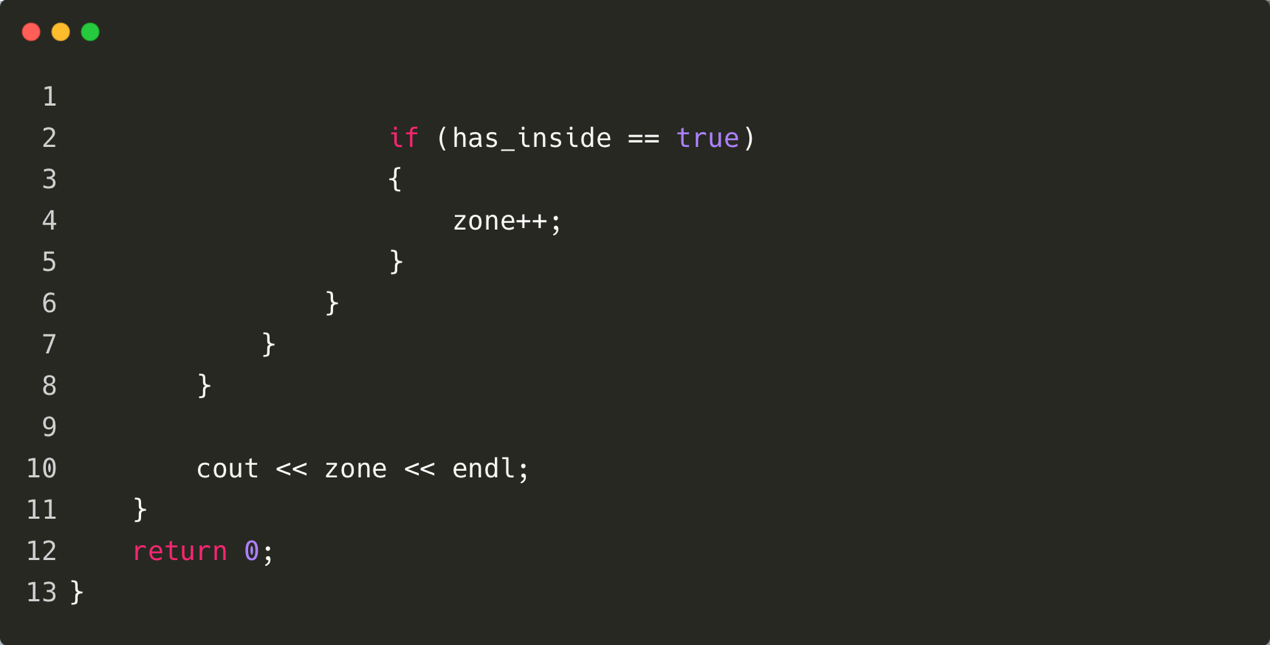 1
2                     if (has_inside == true)
3                     {
4                         zone++;
5                     }
6                 }
7             }
8         }
9
10         cout << zone << endl;
11     }
12     return 0;
13 }